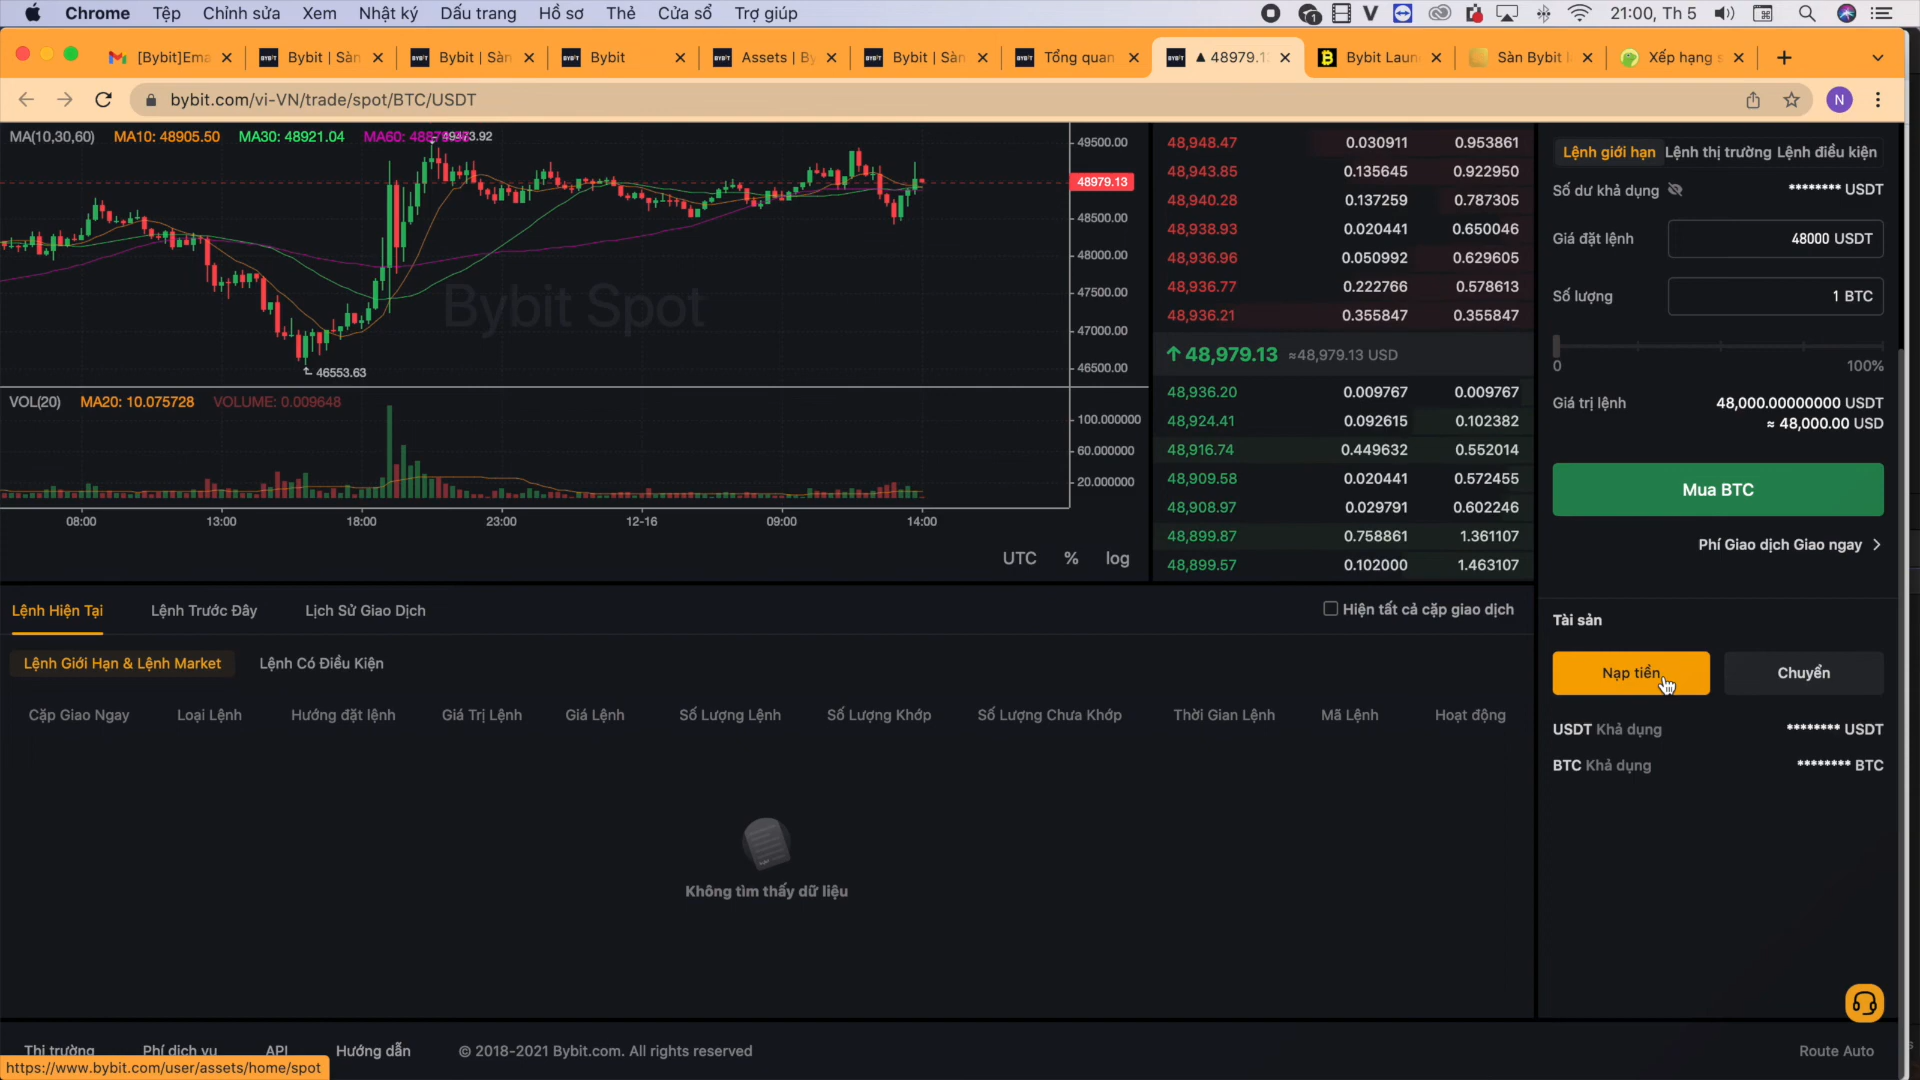 Chrome Tệp Chỉnh sửa Xem Nhật ký Dấu trang Hồ sơ Thẻ Cửa sổ Trợ giúp 21:00, Th 5
[Bybit]Ema Bybit | Sàn Bybit | Sàn Bybit Assets | By Bybit | Sàn Tổng quan ▲ 48979.1 Bybit Laun Sàn Bybit l Xếp hạng s
bybit.com/vi-VN/trade/spot/BTC/USDT N
MA(10,30,60) MA10: 48905.50 MA30: 48921.04
49500.00
48979.13
48500.00
48000.00
47500.00
47000.00
46500.00
Bybit Spot
46553.63
VOL(20) MA20: 10.075728 VOLUME: 0.009648
100.000000
60.000000
20.000000
08:00 13:00 18:00 23:00 12-16 09:00 14:00
UTC % log
48,948.47 0.030911 0.953861
48,943.85 0.135645 0.922950
48,940.28 0.137259 0.787305
48,938.93 0.020441 0.650046
48,936.96 0.050992 0.629605
48,936.77 0.222766 0.578613
48,936.21 0.355847 0.355847
↑48,979.13 ≈48,979.13 USD
48,936.20 0.009767 0.009767
48,924.41 0.092615 0.102382
48,916.74 0.449632 0.552014
48,909.58 0.020441 0.572455
48,908.97 0.029791 0.602246
48,899.87 0.758861 1.361107
48,899.57 0.102000 1.463107
Lệnh giới hạn Lệnh thị trường Lệnh điều kiện
Số dư khả dụng ******** USDT
Giá đặt lệnh 48000 USDT
Số lượng 1 BTC
0 100%
Giá trị lệnh 48,000.00000000 USDT
≈ 48,000.00 USD
Mua BTC
Phí Giao dịch Giao ngay >
Tài sản
Nạp tiền Chuyển
USDT Khả dụng ******** USDT
BTC Khả dụng ******** BTC
Lệnh Hiện Tại Lệnh Trước Đây Lịch Sử Giao Dịch Hiện tất cả cặp giao dịch
Lệnh Giới Hạn & Lệnh Market Lệnh Có Điều Kiện
Cặp Giao Ngay Loại Lệnh Hướng đặt lệnh Giá Trị Lệnh Giá Lệnh Số Lượng Lệnh Số Lượng Khớp Số Lượng Chưa Khớp Thời Gian Lệnh Mã Lệnh Hoạt động
Không tìm thấy dữ liệu
Thị trường Phí dịch vụ API Hướng dẫn © 2018-2021 Bybit.com. All rights reserved Route Auto
https://www.bybit.com/user/assets/home/spot